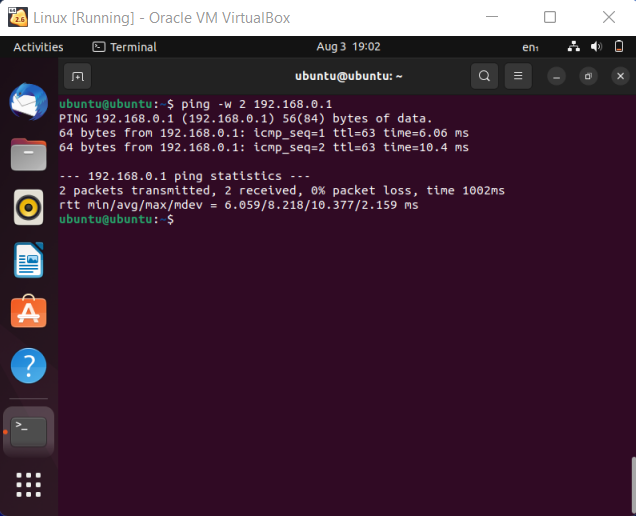 Linux [Running] - Oracle VM VirtualBox
Activities
Terminal
Aug 3 19:02
en₁
ubuntu@ubuntu: ~
ubuntu@ubuntu:~$ ping -w 2 192.168.0.1
PING 192.168.0.1 (192.168.0.1) 56(84) bytes of data.
64 bytes from 192.168.0.1: icmp_seq=1 ttl=63 time=6.06 ms
64 bytes from 192.168.0.1: icmp_seq=2 ttl=63 time=10.4 ms
--- 192.168.0.1 ping statistics ---
2 packets transmitted, 2 received, 0% packet loss, time 1002ms
rtt min/avg/max/mdev = 6.059/8.218/10.377/2.159 ms
ubuntu@ubuntu:~$